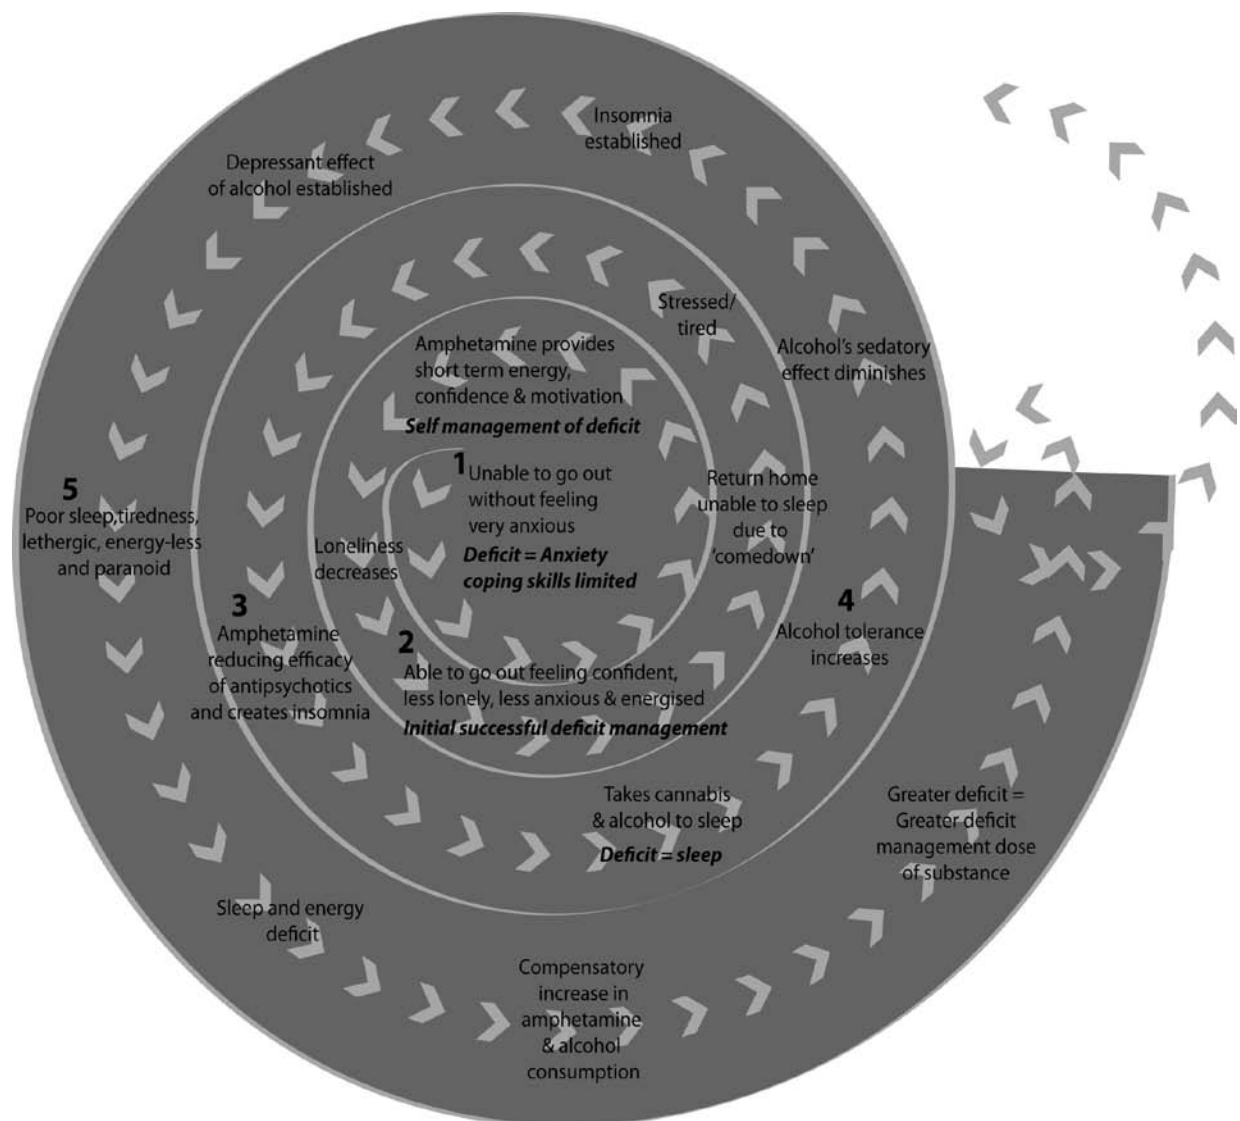 Insomnia
established
Depressant effect
of alcohol established
Stressed/
tired
Amphetamine provides
short term energy,
confidence & motivation
Self management of deficit
Alcohol's sedatory
effect diminishes
1
Unable to go out
without feeling
very anxious
Deficit = Anxiety
coping skills limited
Return home
unable to sleep
due to
'comedown'
5
Poor sleep,tiredness,
lethergic, energy-less
and paranoid
Loneliness
decreases
3
Amphetamine
reducing efficacy
of antipsychotics
and creates insomnia
2
Able to go out feeling confident,
less lonely, less anxious & energised
Initial successful deficit management
4
Alcohol tolerance
increases
Takes cannabis
& alcohol to sleep
Deficit = sleep
Greater deficit =
Greater deficit
management dose
of substance
Sleep and energy
deficit
Compensatory
increase in
amphetamine
& alcohol
consumption